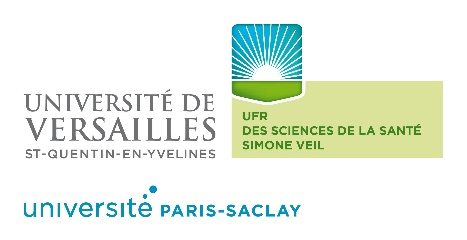 UNIVERSITÉ DE
VERSAILLES
ST-QUENTIN-EN-YVELINES
UFR
DES SCIENCES DE LA SANTÉ
SIMONE VEIL
université PARIS-SACLAY